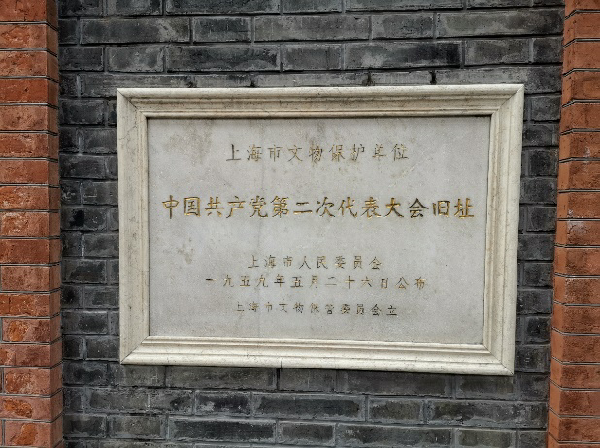 上海市文物保护单位
中国共产党第二次代表大会旧址
上海市人民委员会
一九五九年五月二十六日公布
上海市文物保管委员会立